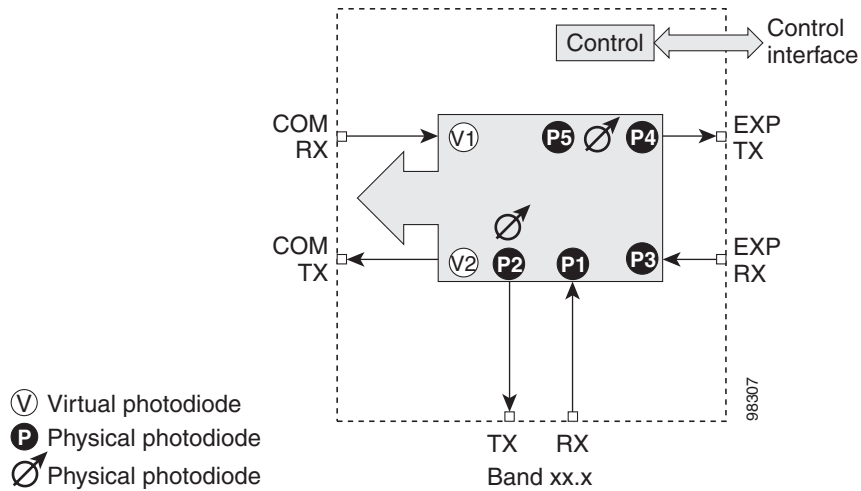 Control
Control
interface
COM
RX
V1
P5
P4
EXP
TX
COM
TX
V2
P2
P1
P3
EXP
RX
98307
V Virtual photodiode
P Physical photodiode
Physical photodiode
TX RX
Band xx.x